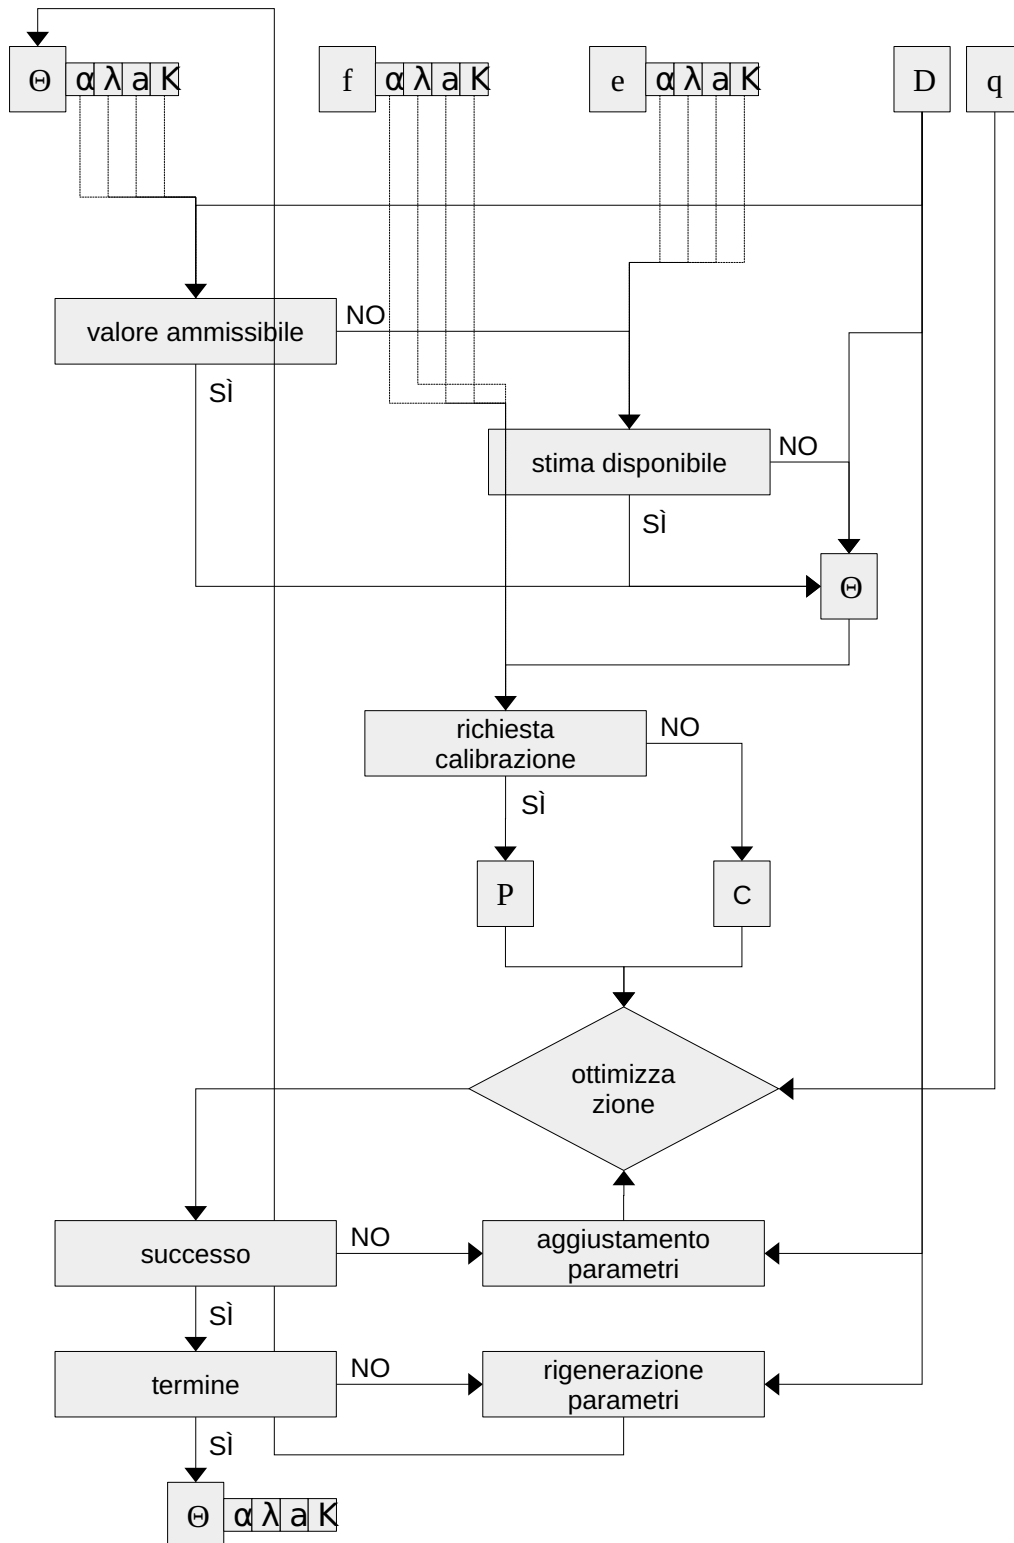 Θ α λ a K f α λ a K e α λ a K D q
valore ammissibile
NO
SÌ
stima disponibile
NO
SÌ
Θ
richiesta
calibrazione
NO
SÌ
P
C
ottimizza
zione
successo
NO
aggiustamento
parametri
SÌ
termine
NO
rigenerazione
parametri
SÌ
Θ α λ a K